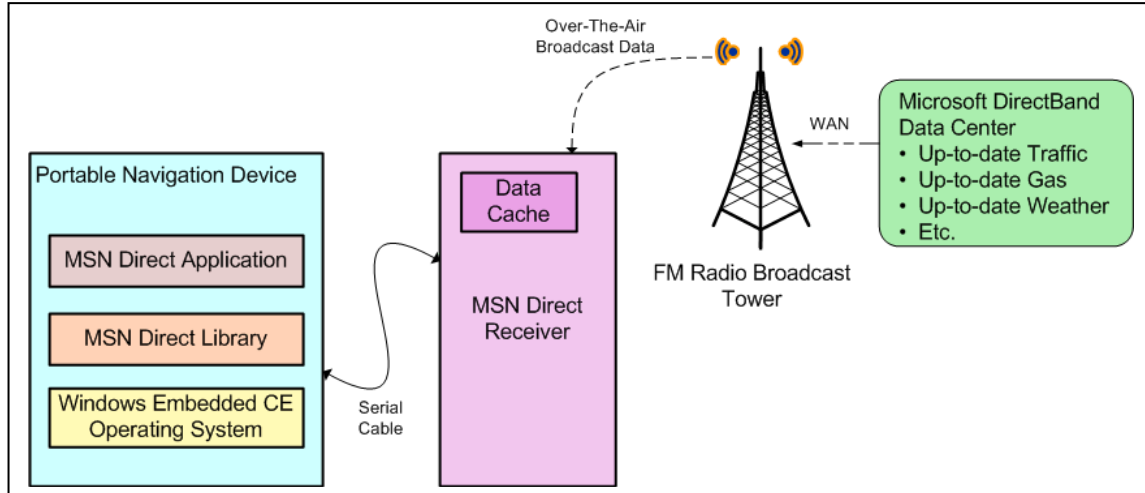 Over-The-Air
Broadcast Data
Microsoft DirectBand
Data Center
• Up-to-date Traffic
• Up-to-date Gas
• Up-to-date Weather
• Etc.
WAN
Portable Navigation Device
MSN Direct Application
MSN Direct Library
Windows Embedded CE
Operating System
Serial
Cable
Data
Cache
MSN Direct
Receiver
FM Radio Broadcast
Tower